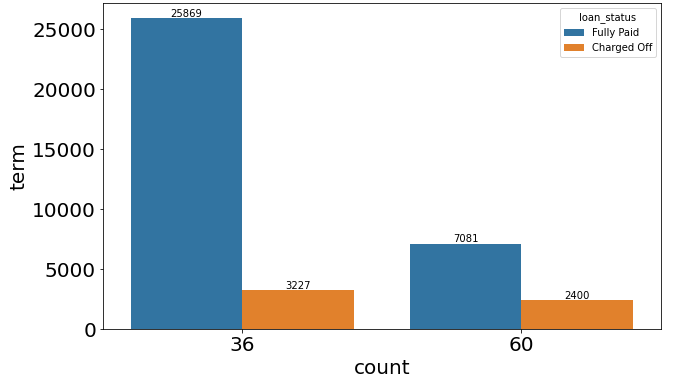 25869
3227
7081
2400
loan_status
Fully Paid
Charged Off
25000
20000
15000
10000
5000
0
term
36
60
count